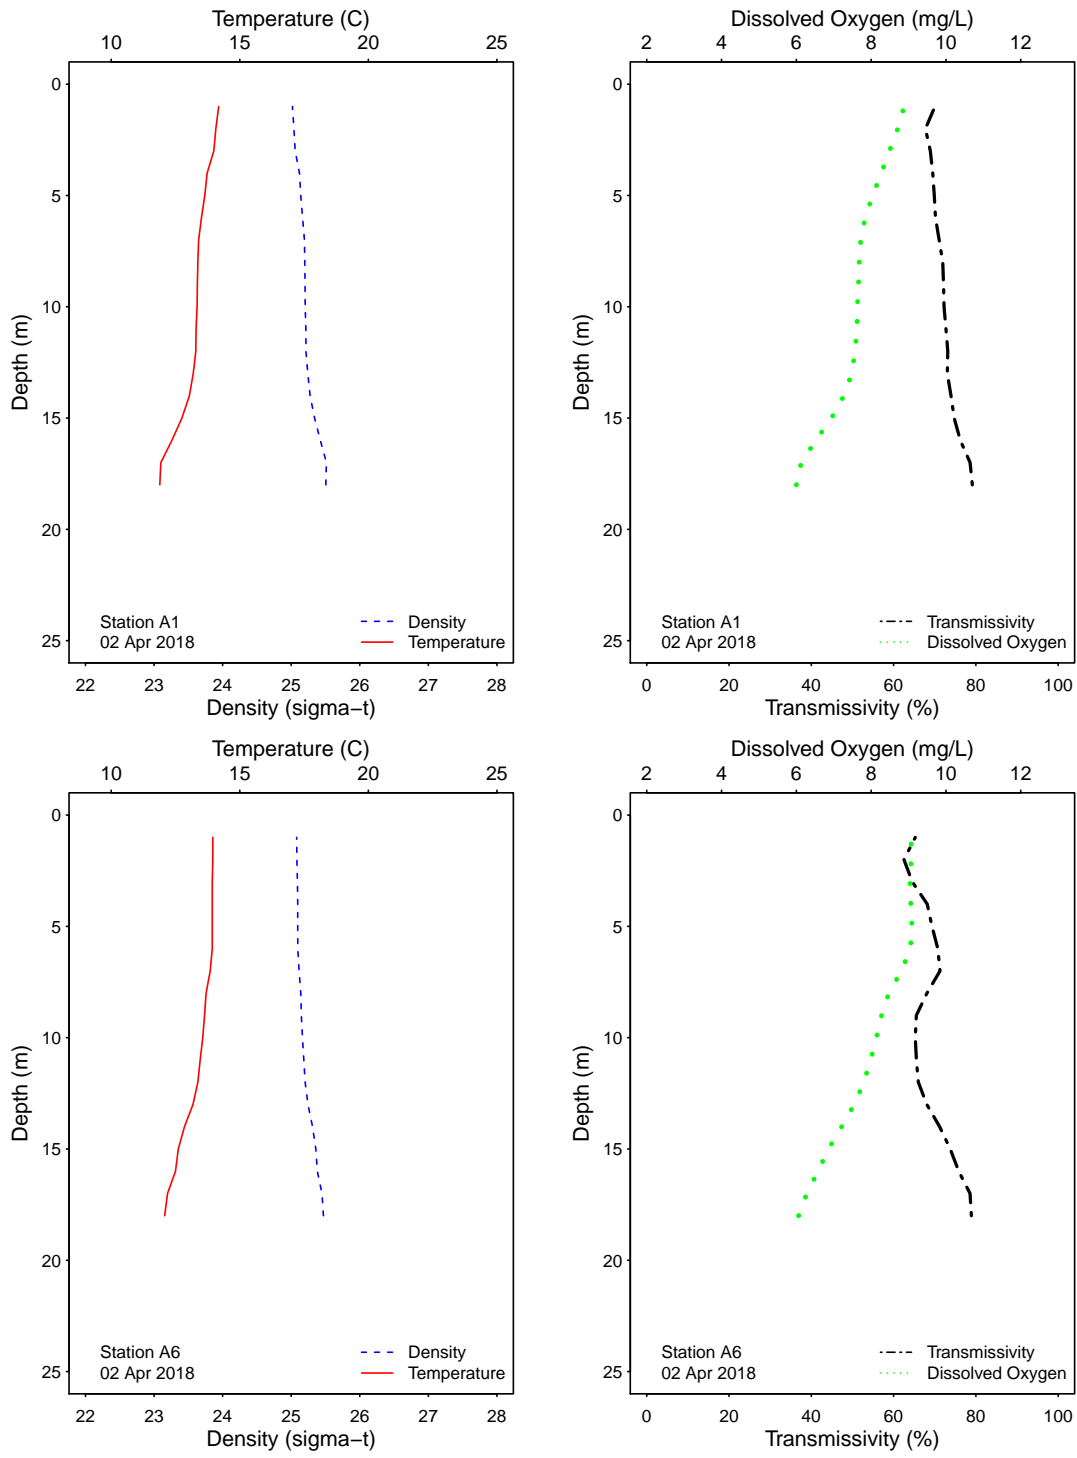 Temperature (C)
10 15 20 25
0
5
10
15
20
25
Depth (m)
Station A1
02 Apr 2018
Density
Temperature
22 23 24 25 26 27 28
Density (sigma−t)
Dissolved Oxygen (mg/L)
2 4 6 8 10 12
0
5
10
15
20
25
Depth (m)
Station A1
02 Apr 2018
Transmissivity
Dissolved Oxygen
0 20 40 60 80 100
Transmissivity (%)
Temperature (C)
10 15 20 25
0
5
10
15
20
25
Depth (m)
Station A6
02 Apr 2018
Density
Temperature
22 23 24 25 26 27 28
Density (sigma−t)
Dissolved Oxygen (mg/L)
2 4 6 8 10 12
0
5
10
15
20
25
Depth (m)
Station A6
02 Apr 2018
Transmissivity
Dissolved Oxygen
0 20 40 60 80 100
Transmissivity (%)